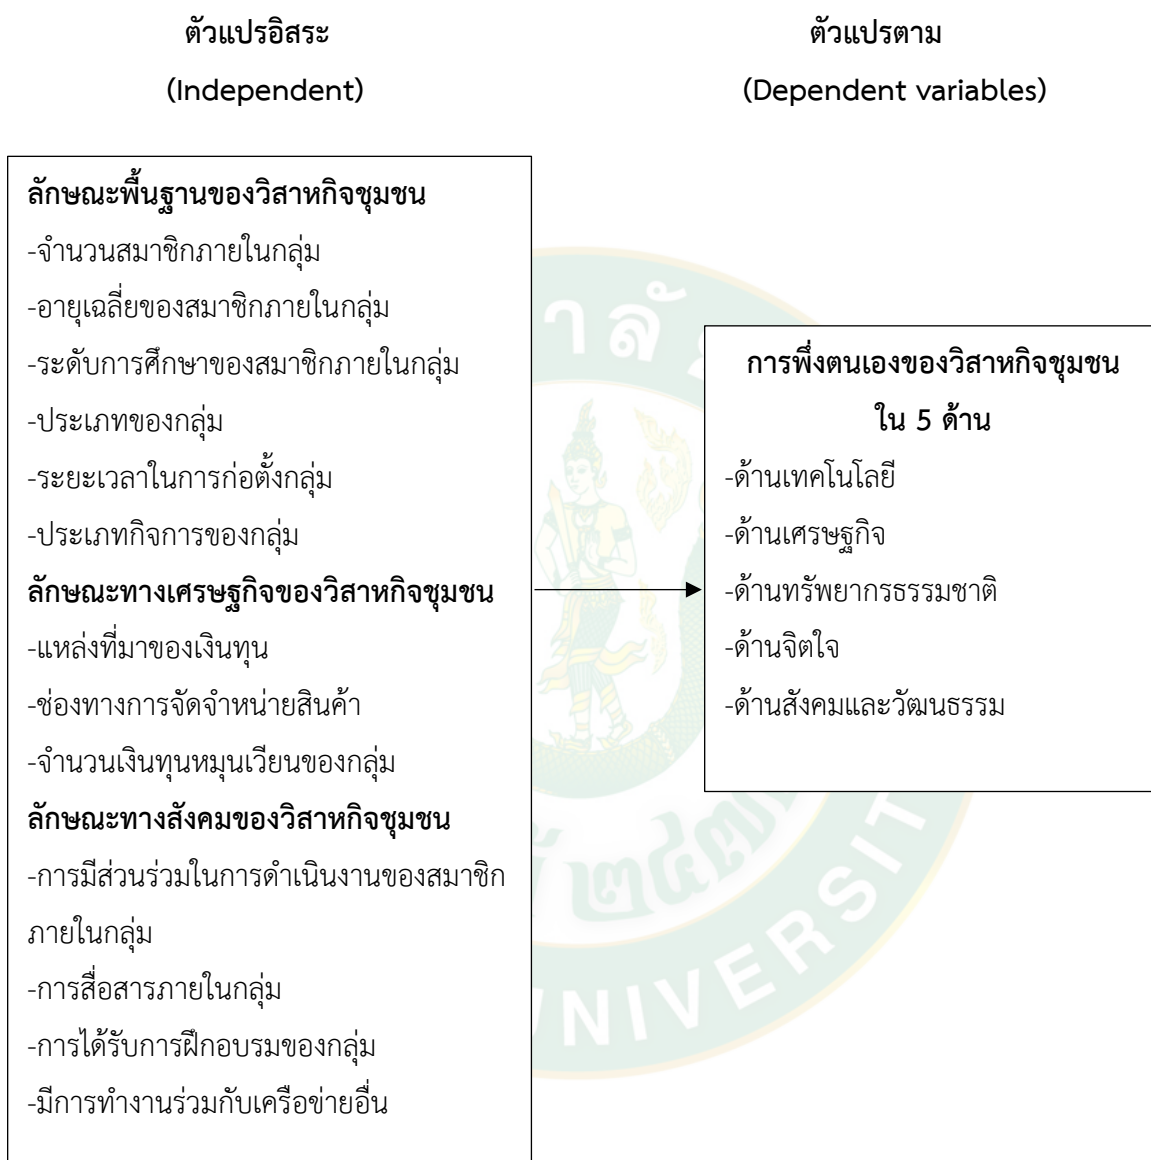 ตัวแปรอิสระ
(Independent)
ตัวแปรตาม
(Dependent variables)
ลักษณะพื้นฐานของวิสาหกิจชุมชน
-จำนวนสมาชิกภายในกลุ่ม
-อายุเฉลี่ยของสมาชิกภายในกลุ่ม
-ระดับการศึกษาของสมาชิกภายในกลุ่ม
-ประเภทของกลุ่ม
-ระยะเวลาในการก่อตั้งกลุ่ม
-ประเภทกิจการของกลุ่ม
ลักษณะทางเศรษฐกิจของวิสาหกิจชุมชน
-แหล่งที่มาของเงินทุน
-ช่องทางการจัดจำหน่ายสินค้า
-จำนวนเงินทุนหมุนเวียนของกลุ่ม
ลักษณะทางสังคมของวิสาหกิจชุมชน
-การมีส่วนร่วมในการดำเนินงานของสมาชิก
ภายในกลุ่ม
-การสื่อสารภายในกลุ่ม
-การได้รับการฝึกอบรมของกลุ่ม
-มีการทำงานร่วมกับเครือข่ายอื่น
การพึ่งตนเองของวิสาหกิจชุมชน
ใน 5 ด้าน
-ด้านเทคโนโลยี
-ด้านเศรษฐกิจ
-ด้านทรัพยากรธรรมชาติ
-ด้านจิตใจ
-ด้านสังคมและวัฒนธรรม